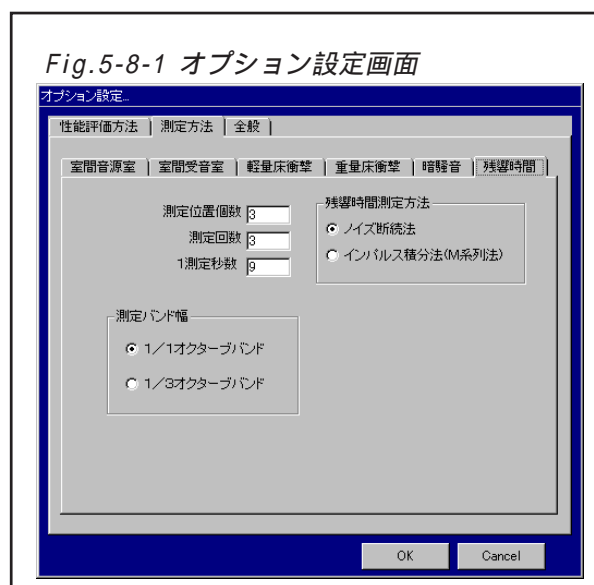 Fig.5-8-1 オプション設定画面
オプション設定...
性能評価方法 測定方法 全般
室間音源室 室間受音室 軽量床衝撃 重量床衝撃 暗騒音 残響時間
測定位置個数 3
測定回数 3
1測定秒数 9
残響時間測定方法
ノイズ断続法
インパルス積分法(M系列法)
測定バンド幅
1／1オクターブバンド
1／3オクターブバンド
OK Cancel